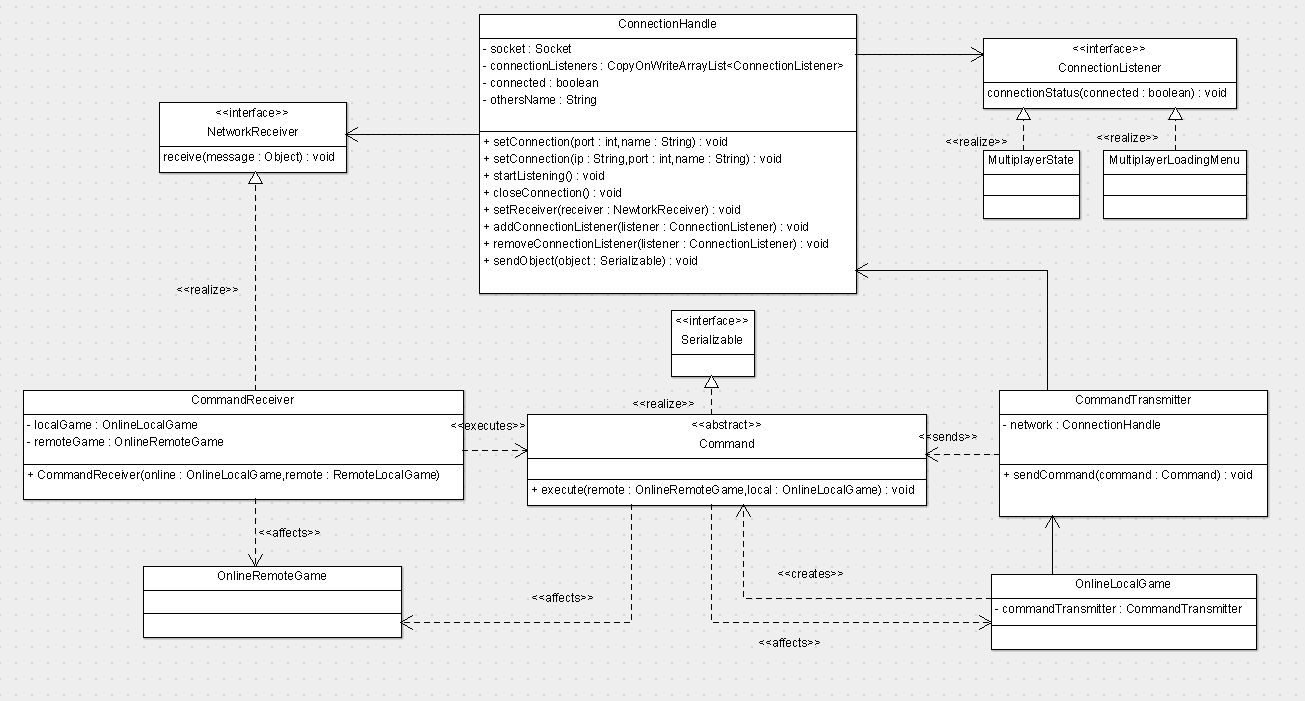 ConnectionHandle
- socket : Socket
- connectionListeners : CopyOnWriteArrayList<ConnectionListener>
- connected : boolean
- othersName : String
+ setConnection(port : int,name : String) : void
+ setConnection(ip : String,port : int,name : String) : void
+ startListening() : void
+ closeConnection() : void
+ setReceiver(receiver : NewtorkReceiver) : void
+ addConnectionListener(listener : ConnectionListener) : void
+ removeConnectionListener(listener : ConnectionListener) : void
+ sendObject(object : Serializable) : void
<<interface>>
ConnectionListener
connectionStatus(connected : boolean) : void
<<realize>>
<<realize>>
MultiplayerState
MultiplayerLoadingMenu
<<interface>>
NetworkReceiver
receive(message : Object) : void
<<realize>>
<<interface>>
Serializable
<<realize>>
CommandReceiver
- localGame : OnlineLocalGame
- remoteGame : OnlineRemoteGame
+ CommandReceiver(online : OnlineLocalGame,remote : RemoteLocalGame)
<<executes>>
<<abstract>>
Command
+ execute(remote : OnlineRemoteGame,local : OnlineLocalGame) : void
<<sends>>
CommandTransmitter
- network : ConnectionHandle
+ sendCommand(command : Command) : void
<<affects>>
OnlineRemoteGame
<<affects>>
<<creates>>
<<affects>>
OnlineLocalGame
- commandTransmitter : CommandTransmitter